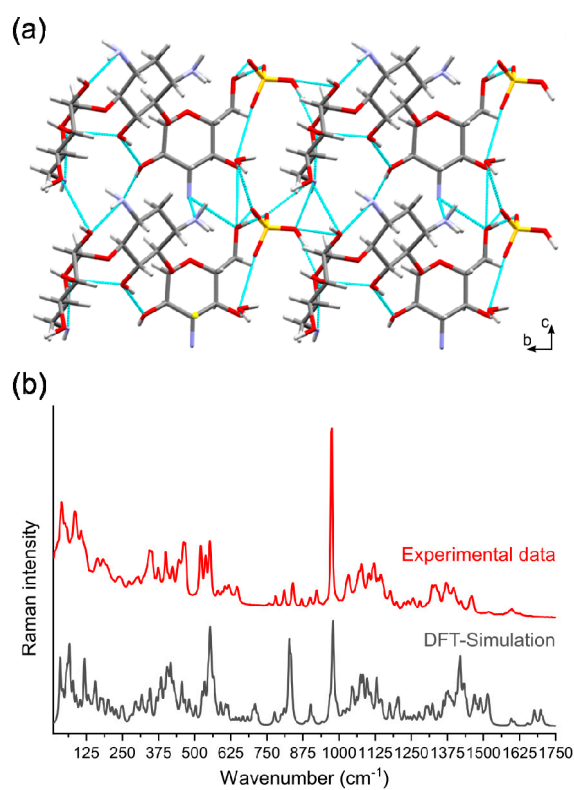 (a)
c
b
(b)
Raman intensity
Experimental data
DFT-Simulation
125 250 375 500 625 750 875 1000 1125 1250 1375 1500 1625 1750
Wavenumber (cm⁻¹)